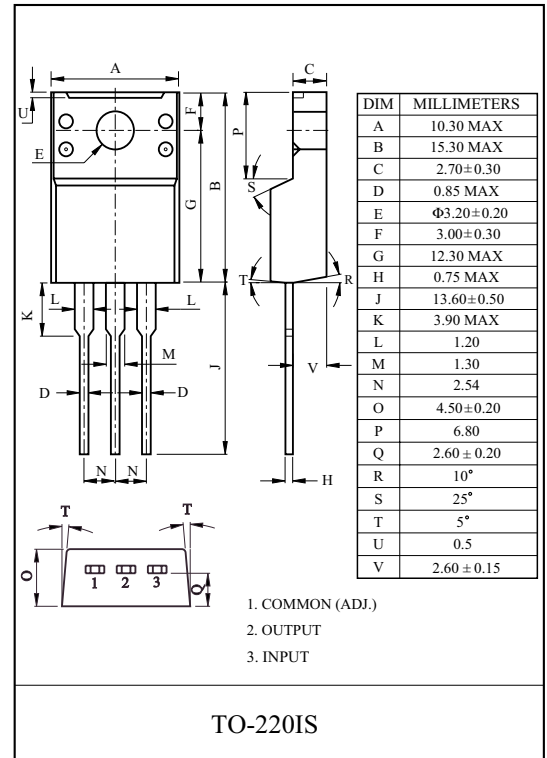 A
C
U
F
E
P
B
S
G
T
R
L
L
K
M
J
V
D
D
N
N
H
T
T
O
Q
1
2
3
DIM MILLIMETERS
A 10.30 MAX
B 15.30 MAX
C 2.70±0.30
D 0.85 MAX
E Φ3.20±0.20
F 3.00±0.30
G 12.30 MAX
H 0.75 MAX
J 13.60±0.50
K 3.90 MAX
L 1.20
M 1.30
N 2.54
O 4.50±0.20
P 6.80
Q 2.60 ± 0.20
R 10°
S 25°
T 5°
U 0.5
V 2.60 ± 0.15
1. COMMON (ADJ.)
2. OUTPUT
3. INPUT
TO-220IS